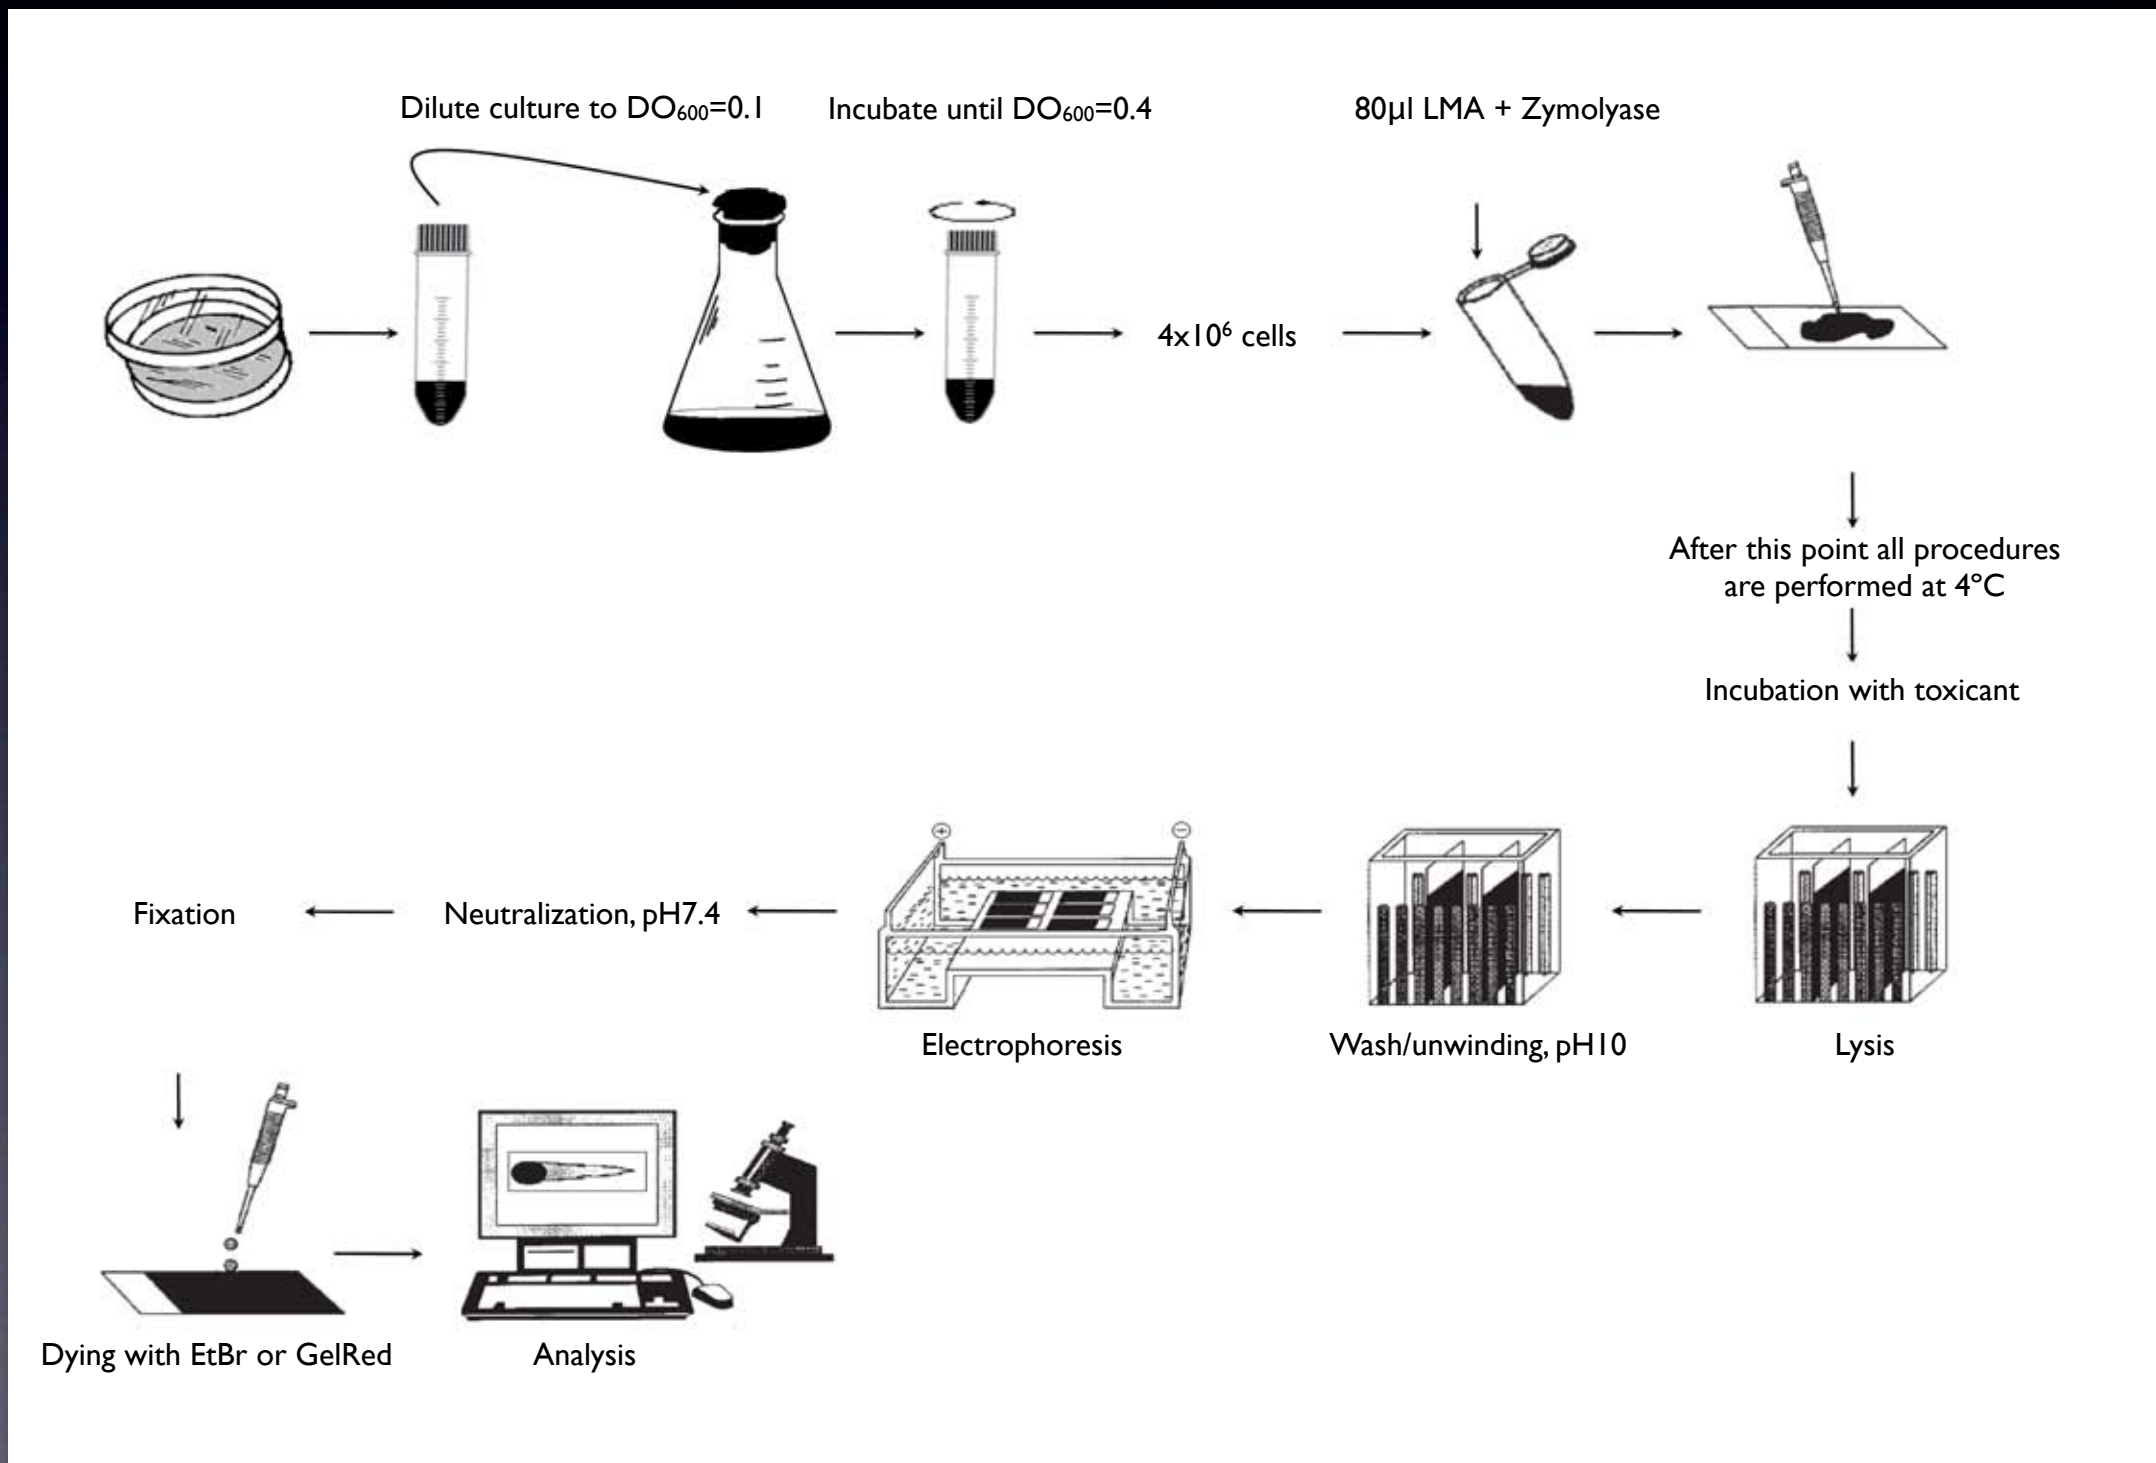 Dilute culture to DO₆₀₀=0.1
Incubate until DO₆₀₀=0.4
80µl LMA + Zymolyase
4x10⁶ cells
After this point all procedures
are performed at 4ºC
Incubation with toxicant
Lysis
Wash/unwinding, pH10
+
−
Electrophoresis
Neutralization, pH7.4
Fixation
Dying with EtBr or GelRed
Analysis